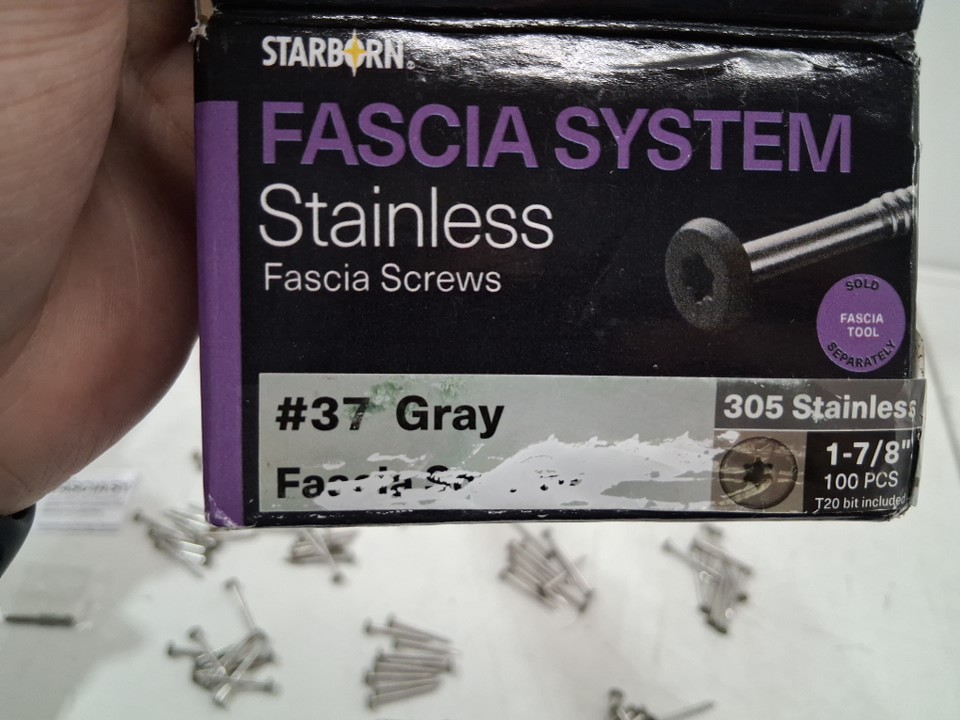 STARBORN®
FASCIA SYSTEM
Stainless
Fascia Screws
SOLD
FASCIA
TOOL
SEPARATELY
#37 Gray
305 Stainless
Fascia
1-7/8"
100 PCS
T20 bit included